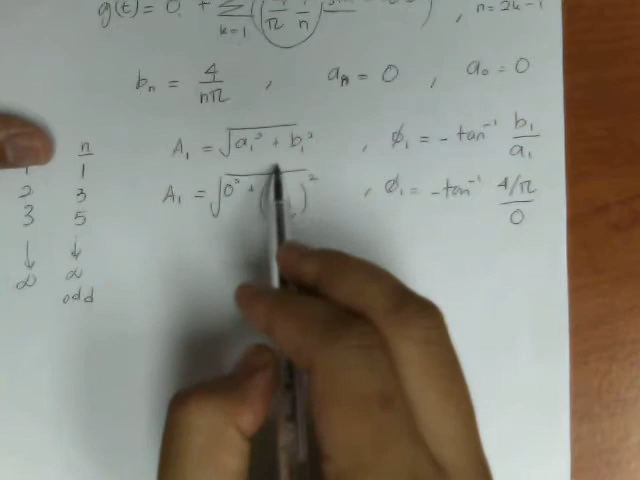 g(t) = 0 + Σ k=1 π 1/n , n = 2k-1
bₙ = 4/nπ , aₙ = 0 , a₀ = 0
n A₁ = √a₁² + b₁² , ϕ₁ = - tan⁻¹ b₁/a₁
1 A₁ = √0² + ( )² , ϕ₁ = - tan⁻¹ 4/π/0
2 3
3 5
↓ ↓
∞ ∞
odd